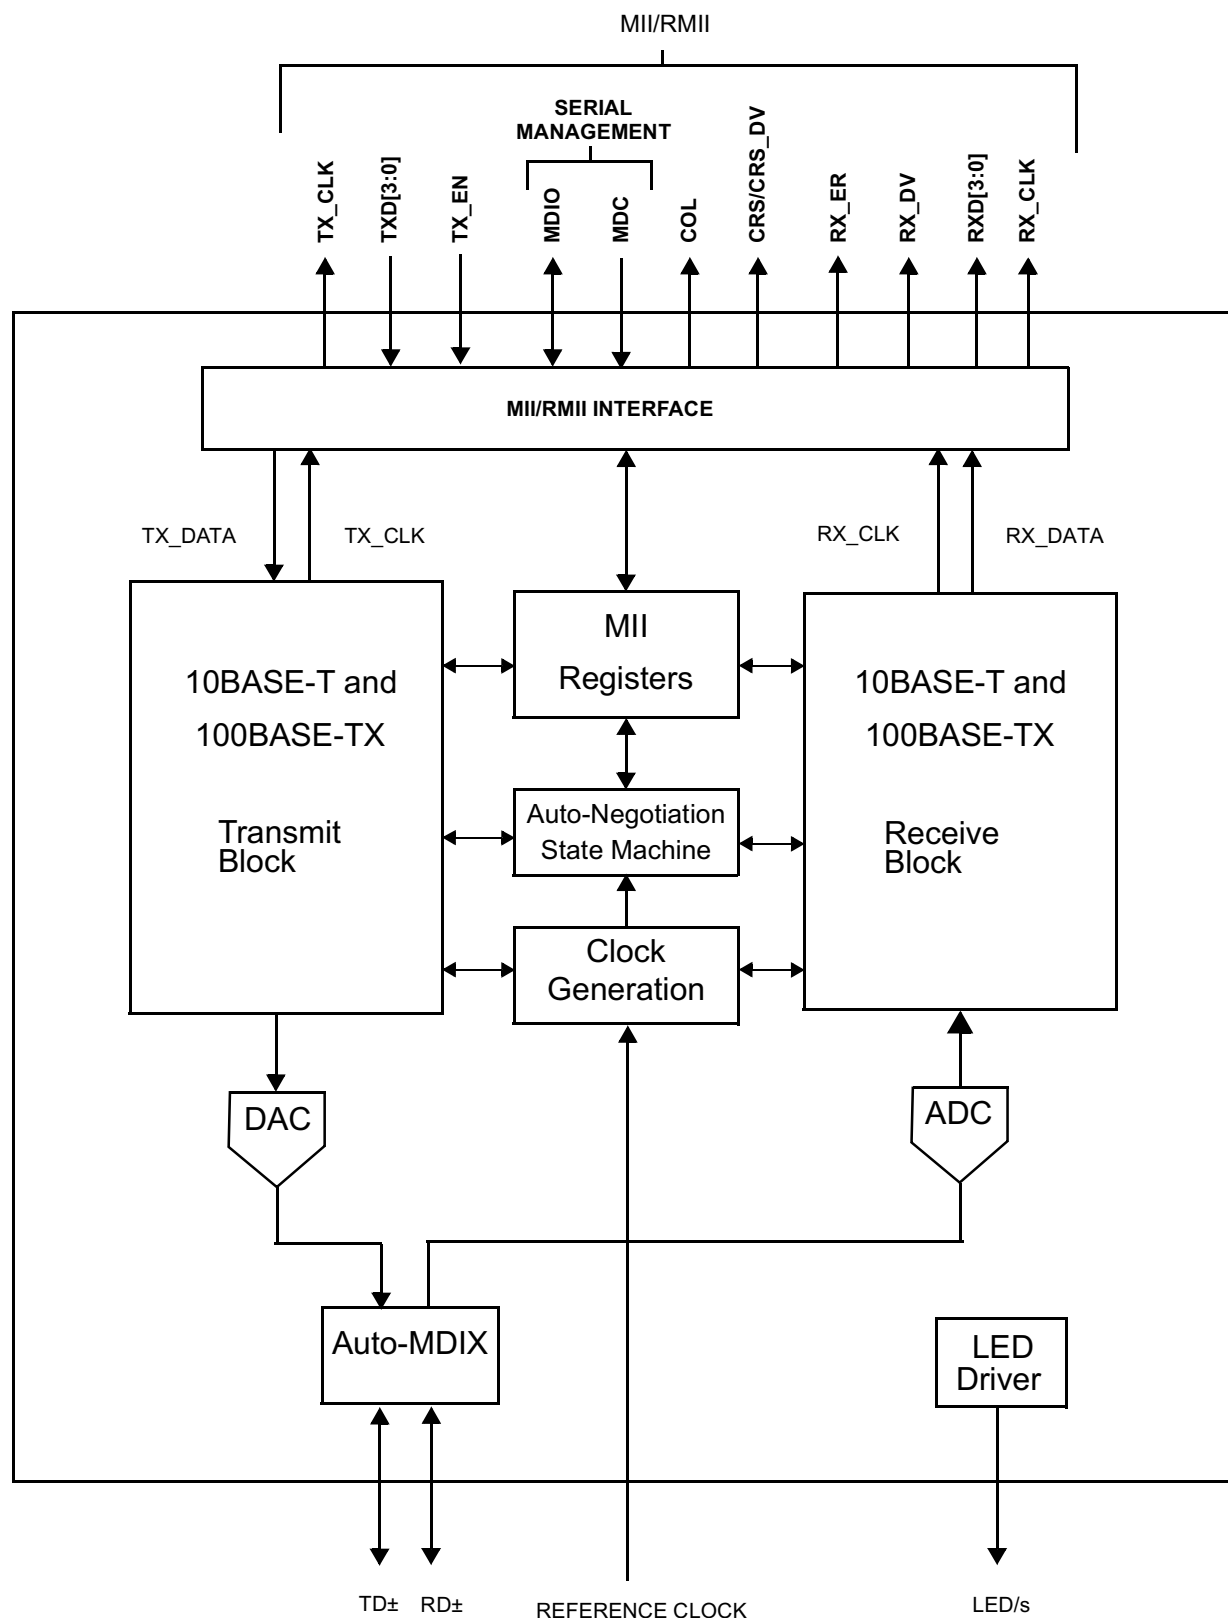 MII/RMII
SERIAL
MANAGEMENT
TX_CLK
TXD[3:0]
TX_EN
MDIO
MDC
COL
CRS/CRS_DV
RX_ER
RX_DV
RXD[3:0]
RX_CLK
MII/RMII INTERFACE
TX_DATA
TX_CLK
RX_CLK
RX_DATA
10BASE-T and
100BASE-TX
Transmit
Block
MII
Registers
Auto-Negotiation
State Machine
Clock
Generation
10BASE-T and
100BASE-TX
Receive
Block
DAC
ADC
Auto-MDIX
LED
Driver
TD±
RD±
REFERENCE CLOCK
LED/s